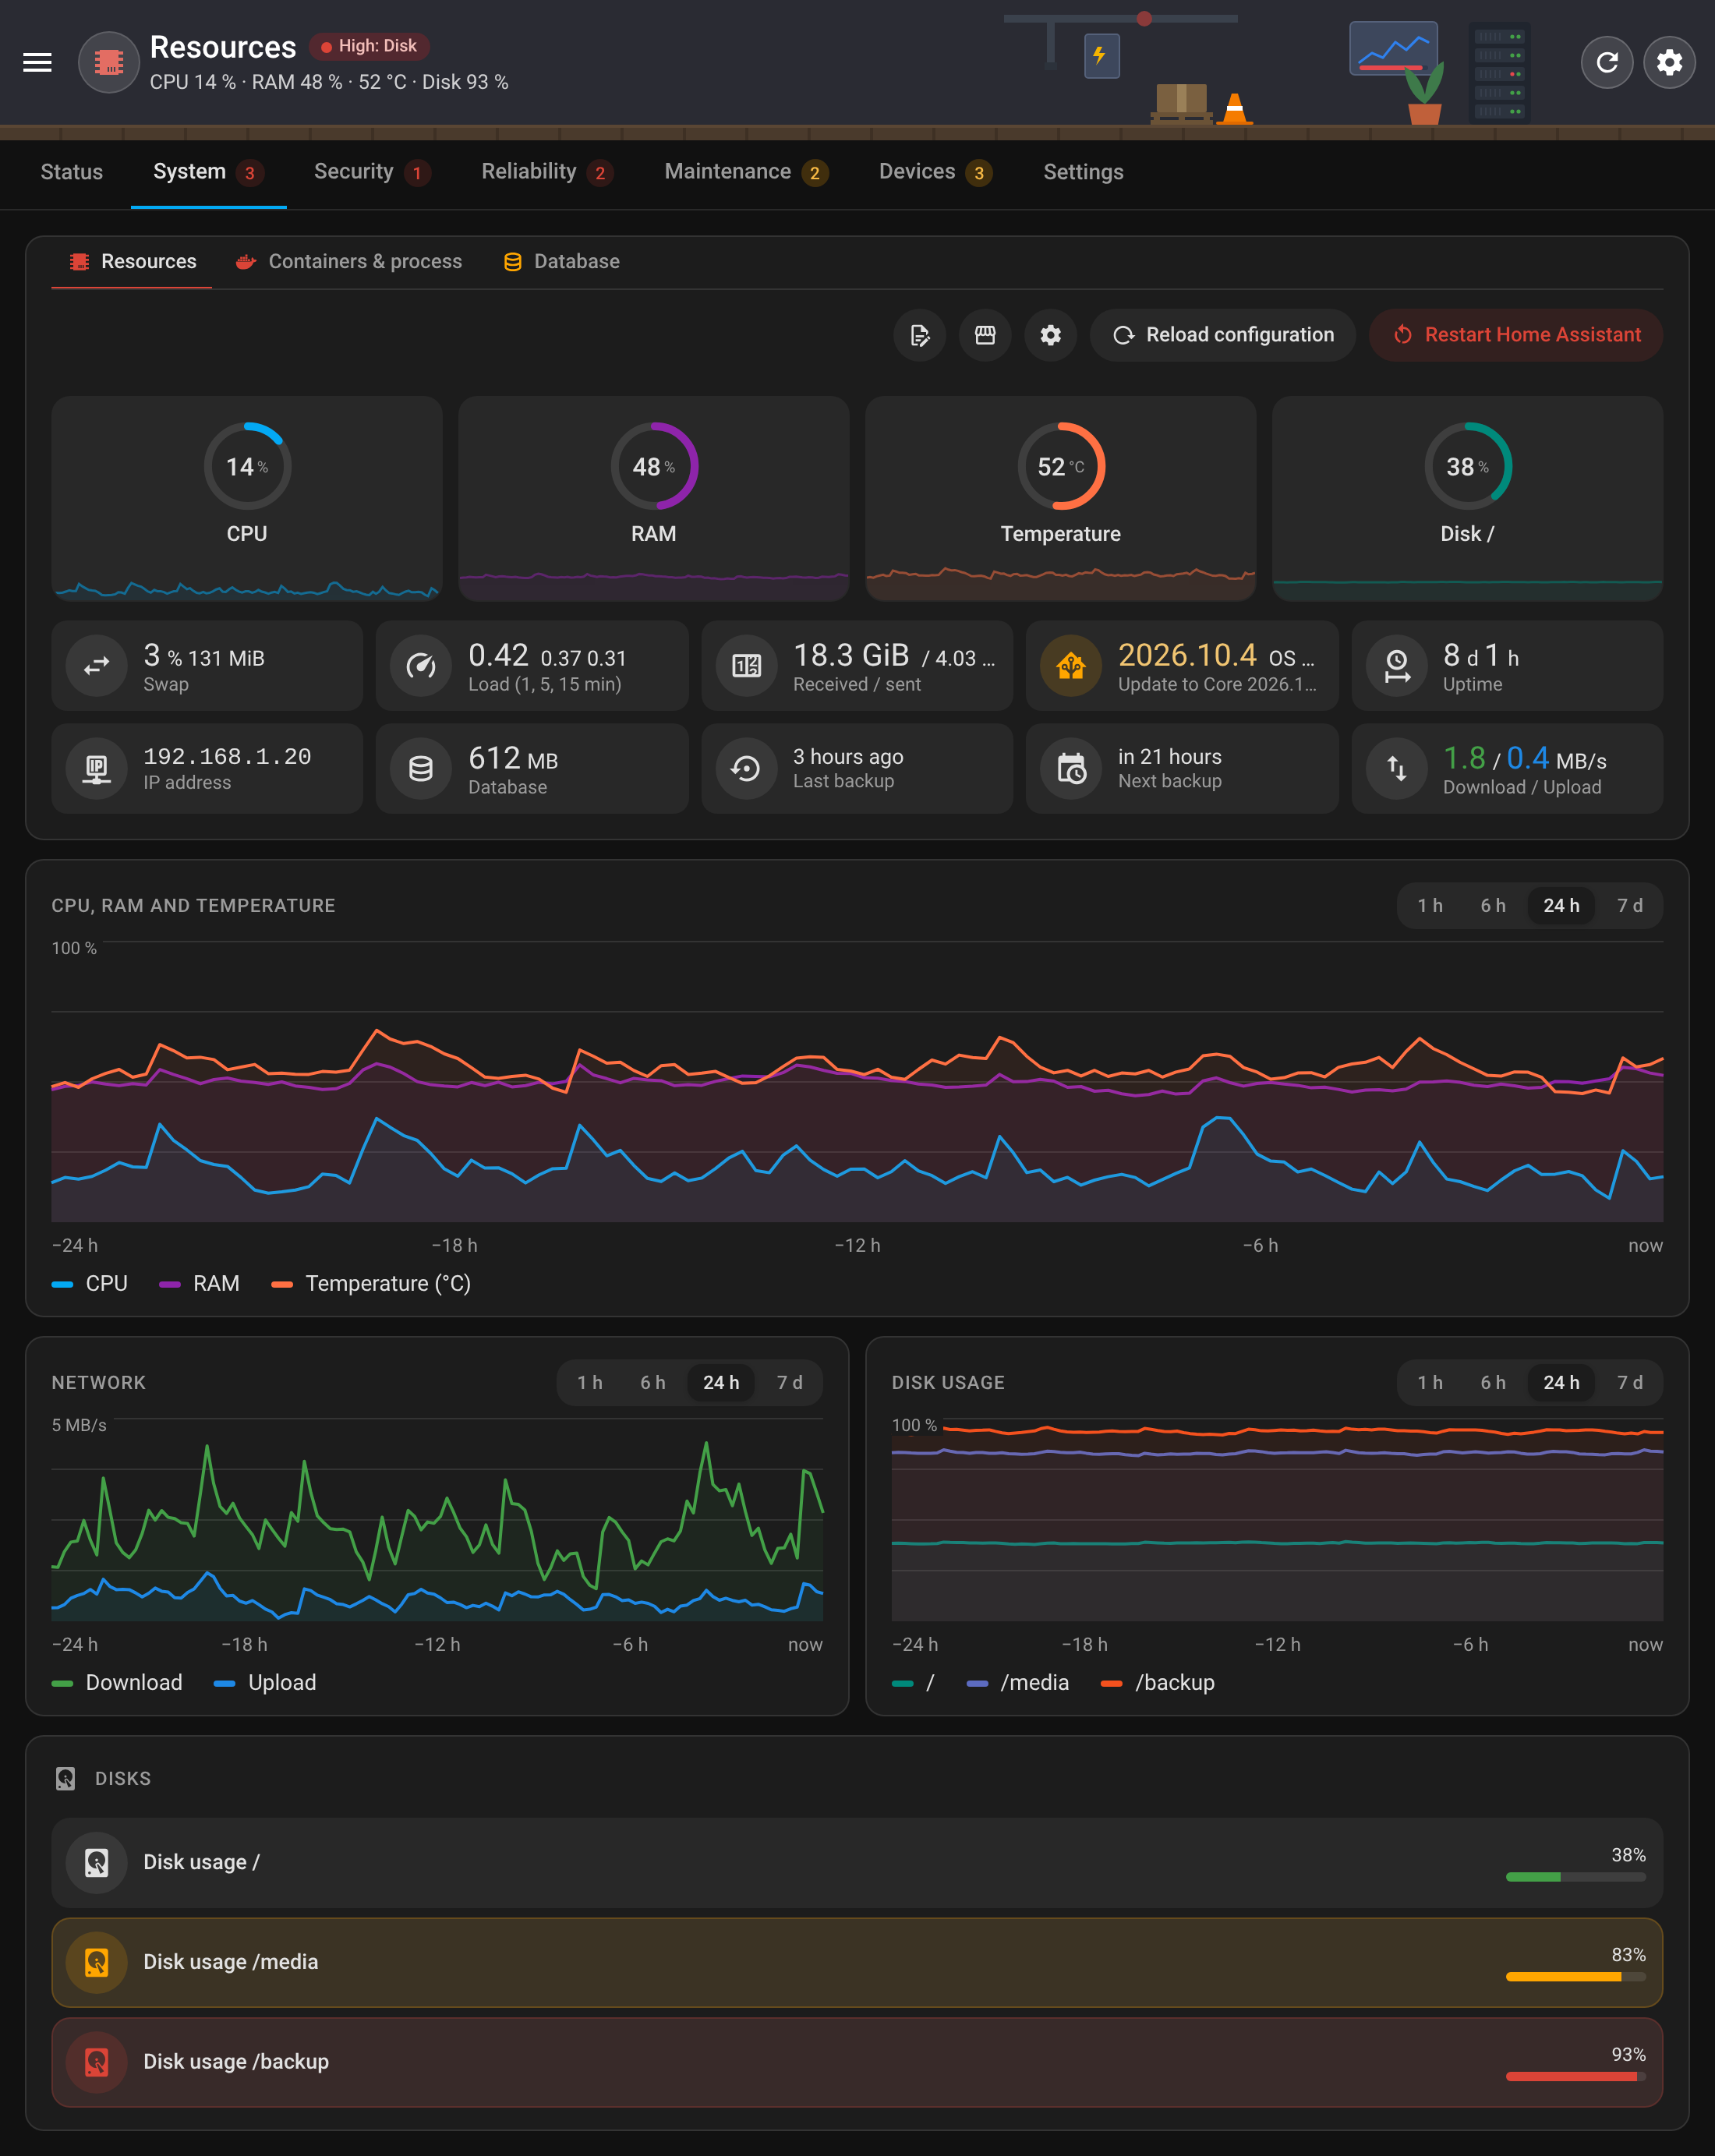 Resources High: Disk
CPU 14 % · RAM 48 % · 52 °C · Disk 93 %
Status System 3 Security 1 Reliability 2 Maintenance 2 Devices 3 Settings
Resources Containers & process Database
Reload configuration Restart Home Assistant
14 % 48 % 52 °C 38 %
CPU RAM Temperature Disk /
3 % 131 MiB
Swap
0.42 0.37 0.31
Load (1, 5, 15 min)
18.3 GiB / 4.03 ...
Received / sent
2026.10.4 OS ...
Update to Core 2026.1...
8 d 1 h
Uptime
192.168.1.20
IP address
612 MB
Database
3 hours ago
Last backup
in 21 hours
Next backup
1.8 / 0.4 MB/s
Download / Upload
CPU, RAM AND TEMPERATURE 1 h 6 h 24 h 7 d
100 %
−24 h −18 h −12 h −6 h now
CPU RAM Temperature (°C)
NETWORK 1 h 6 h 24 h 7 d
5 MB/s
−24 h −18 h −12 h −6 h now
Download Upload
DISK USAGE 1 h 6 h 24 h 7 d
100 %
−24 h −18 h −12 h −6 h now
/ /media /backup
DISKS
Disk usage / 38%
Disk usage /media 83%
Disk usage /backup 93%